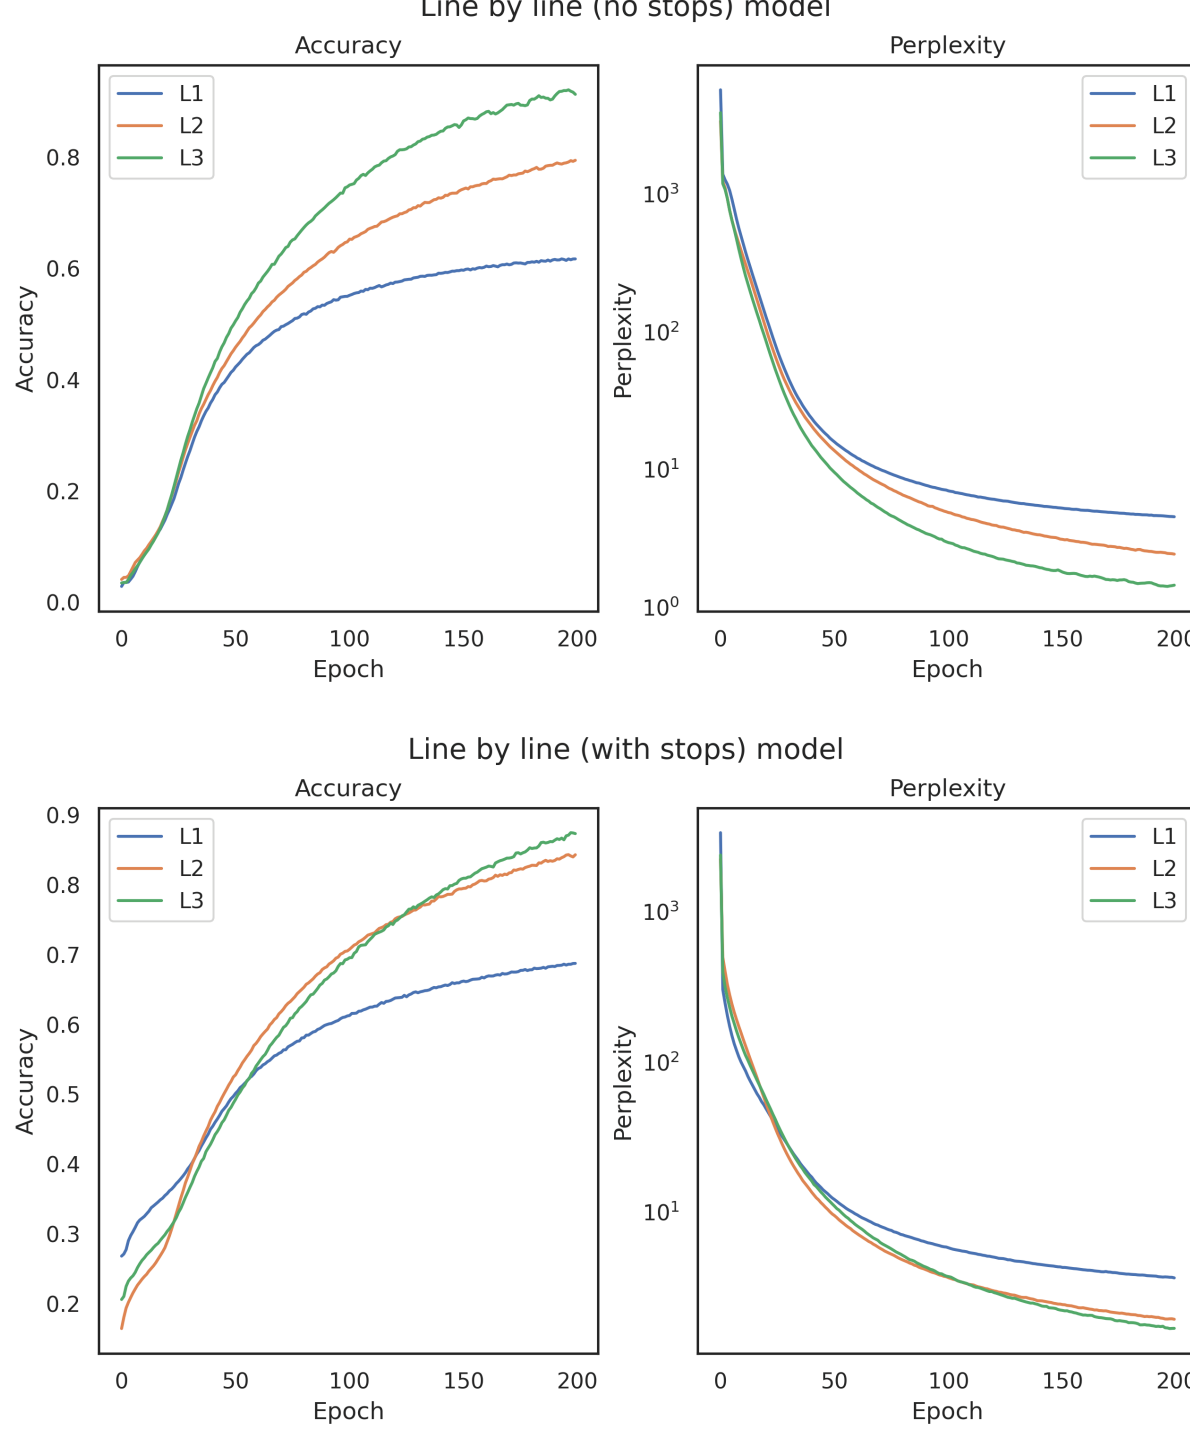 Line by line (no stops) model
Accuracy
Perplexity
L1
L2
L3
L1
L2
L3
0.8
0.6
0.4
0.2
0.0
Accuracy
10³
10²
10¹
10⁰
Perplexity
0 50 100 150 200
Epoch
0 50 100 150 200
Epoch
Line by line (with stops) model
Accuracy
Perplexity
L1
L2
L3
L1
L2
L3
0.9
0.8
0.7
0.6
0.5
0.4
0.3
0.2
Accuracy
10³
10²
10¹
Perplexity
0 50 100 150 200
Epoch
0 50 100 150 200
Epoch